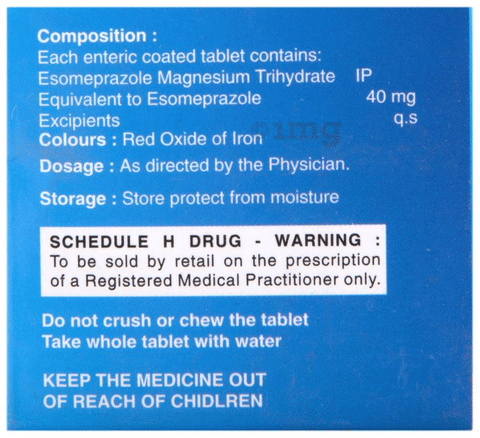 Composition :
Each enteric coated tablet contains:
Esomeprazole Magnesium Trihydrate IP
Equivalent to Esomeprazole 40 mg
Excipients q.s
Colours : Red Oxide of Iron
Dosage : As directed by the Physician.
Storage : Store protect from moisture
SCHEDULE H DRUG - WARNING :
To be sold by retail on the prescription
of a Registered Medical Practitioner only.
Do not crush or chew the tablet
Take whole tablet with water
KEEP THE MEDICINE OUT
OF REACH OF CHIDLREN